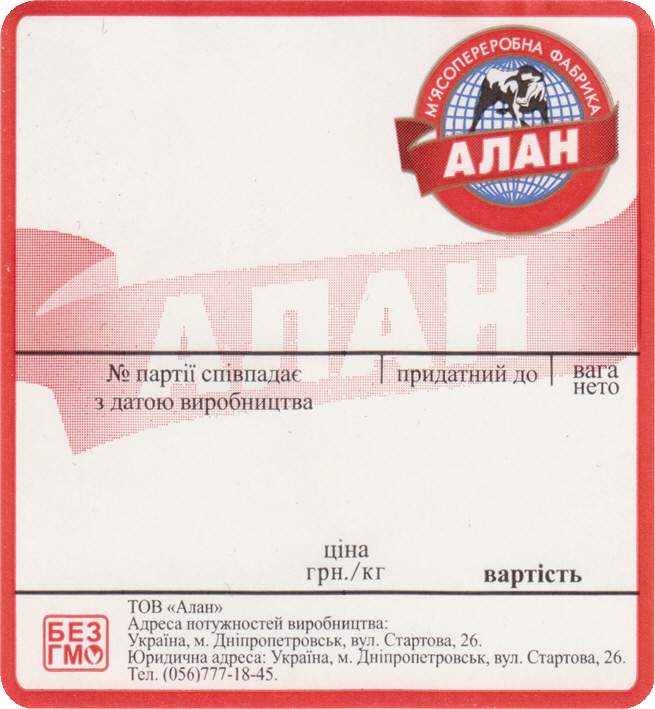 М'ЯСОПЕРЕРОБНА ФАБРИКА
АЛАН
АЛАН
№ партії співпадає
з датою виробництва
придатний до
вага
нето
ціна
грн./кг
вартість
БЕЗ
ГМО
ТОВ «Алан»
Адреса потужностей виробництва:
Україна, м. Дніпропетровськ, вул. Стартова, 26.
Юридична адреса: Україна, м. Дніпропетровськ, вул. Стартова, 26.
Тел. (056)777-18-45.